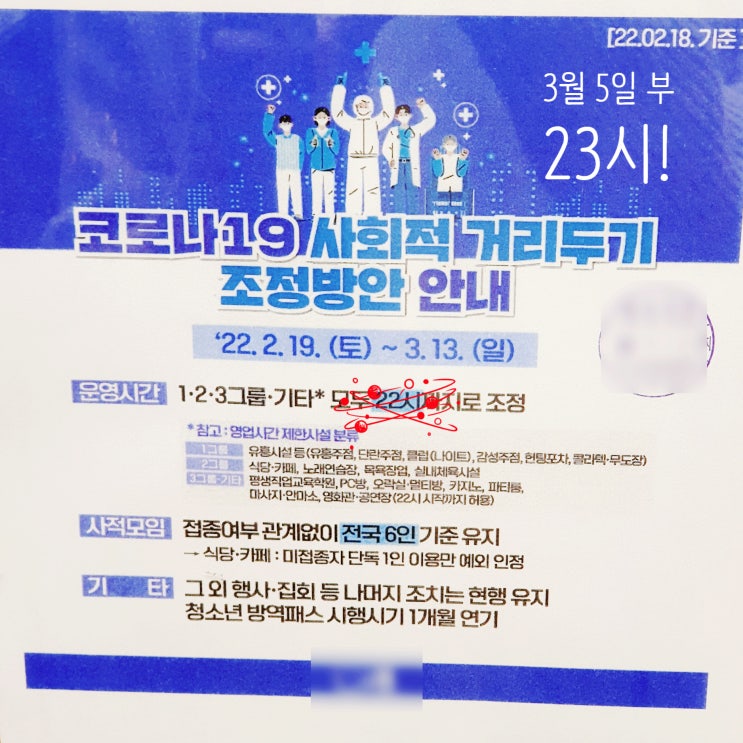 [22.02.18. 기준]
3월 5일 부
23시!
코로나19 사회적 거리두기
조정방안 안내
'22. 2. 19. (토) ~ 3. 13. (일)
운영시간 1·2·3그룹·기타* 모두 22시까지로 조정
* 참고 : 영업시간 제한시설 분류
1그룹 유흥시설 등 (유흥주점, 단란주점, 클럽 (나이트), 감성주점, 헌팅포차, 콜라텍·무도장)
2그룹 식당·카페, 노래연습장, 목욕장업, 실내체육시설
3그룹·기타 평생직업교육학원, PC방, 오락실·멀티방, 카지노, 파티룸,
마사지·안마소, 영화관·공연장 (22시 시작까지 허용)
사적모임 접종여부 관계없이 전국 6인 기준 유지
→ 식당·카페 : 미접종자 단독 1인 이용만 예외 인정
기 타 그 외 행사·집회 등 나머지 조치는 현행 유지
청소년 방역패스 시행시기 1개월 연기